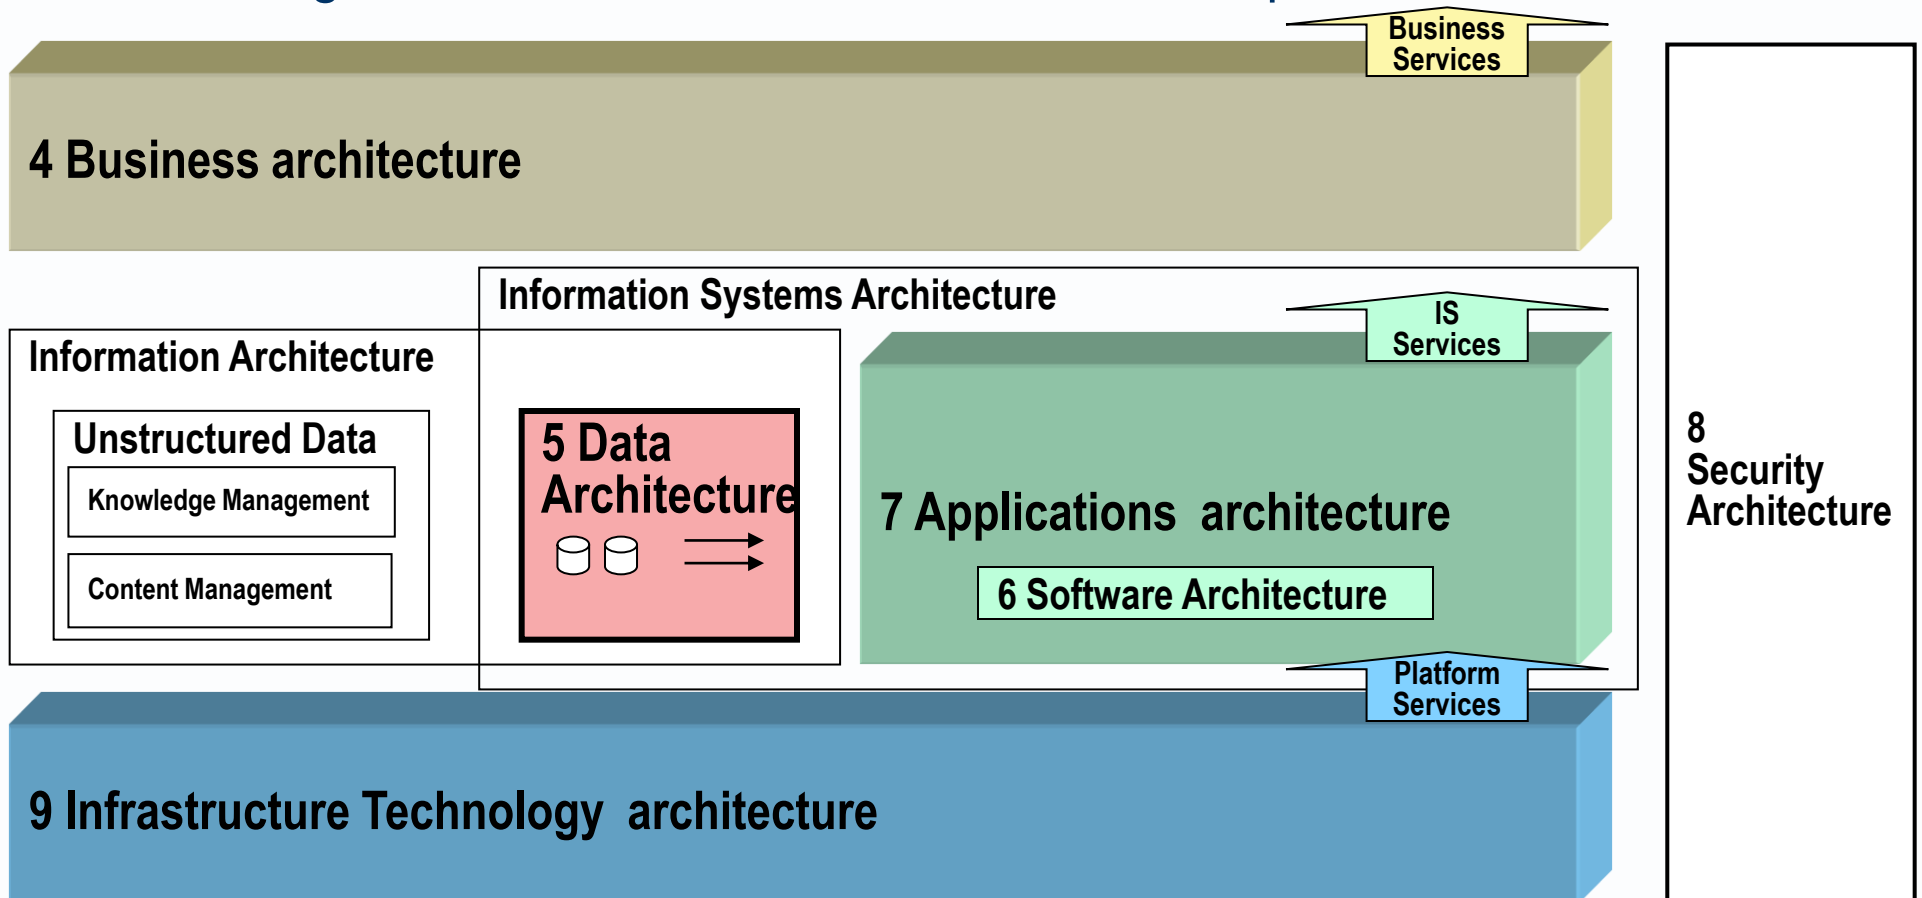 Business
Services
4 Business architecture
Information Systems Architecture
IS
Services
Information Architecture
Unstructured Data
Knowledge Management
Content Management
5 Data
Architecture
7 Applications architecture
6 Software Architecture
8
Security
Architecture
Platform
Services
9 Infrastructure Technology architecture